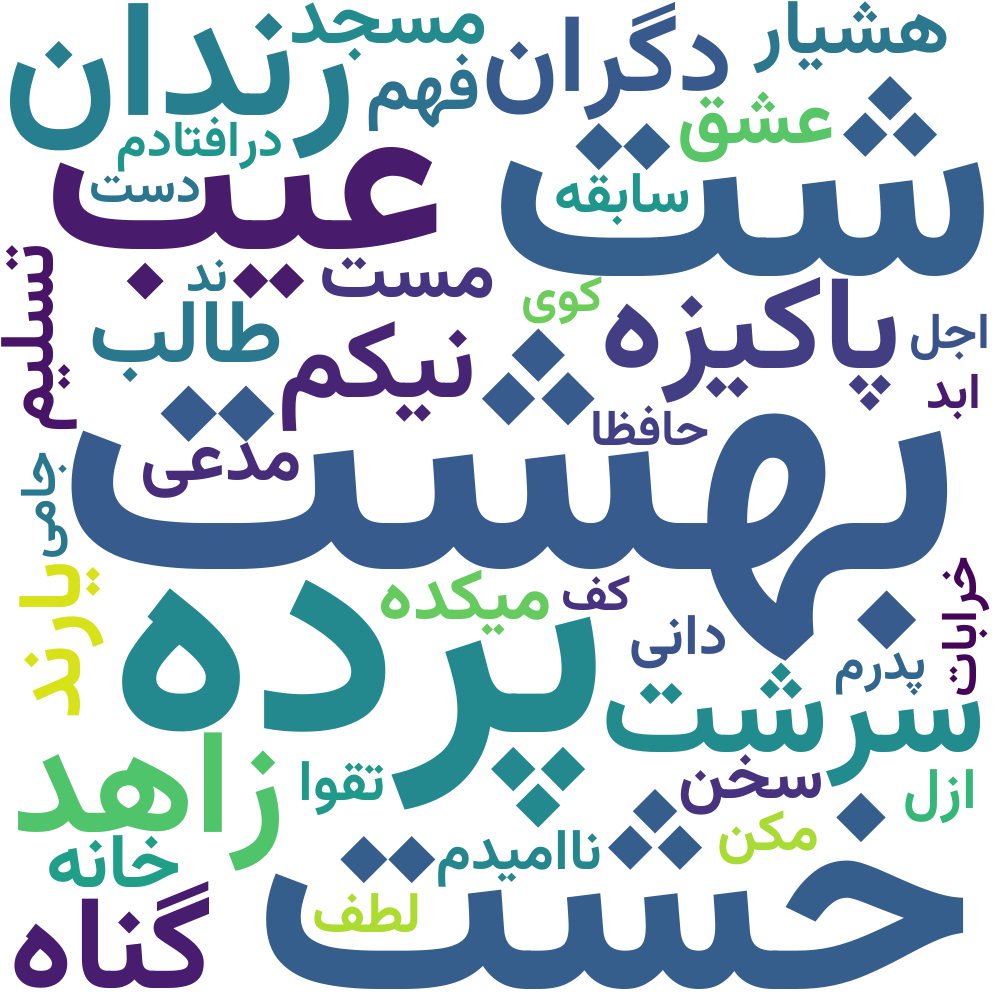 هشیار
دگران
مسجد
رندان
فهم
عشق
درافتادم
شت
عیب
دست
سابقه
تسلیم
مست
ند
کوی
پاکیزه
طالب
نیکم
اجل
ابد
حافظا
بهشت
مدعی
جامی
یارند
میکده
کف
خرابات
پرده
دانی
پدرم
سرشت
زاهد
تقوا
سخن
ازل
مکن
ناامیدم
خانه
خشت
لطف
گناه